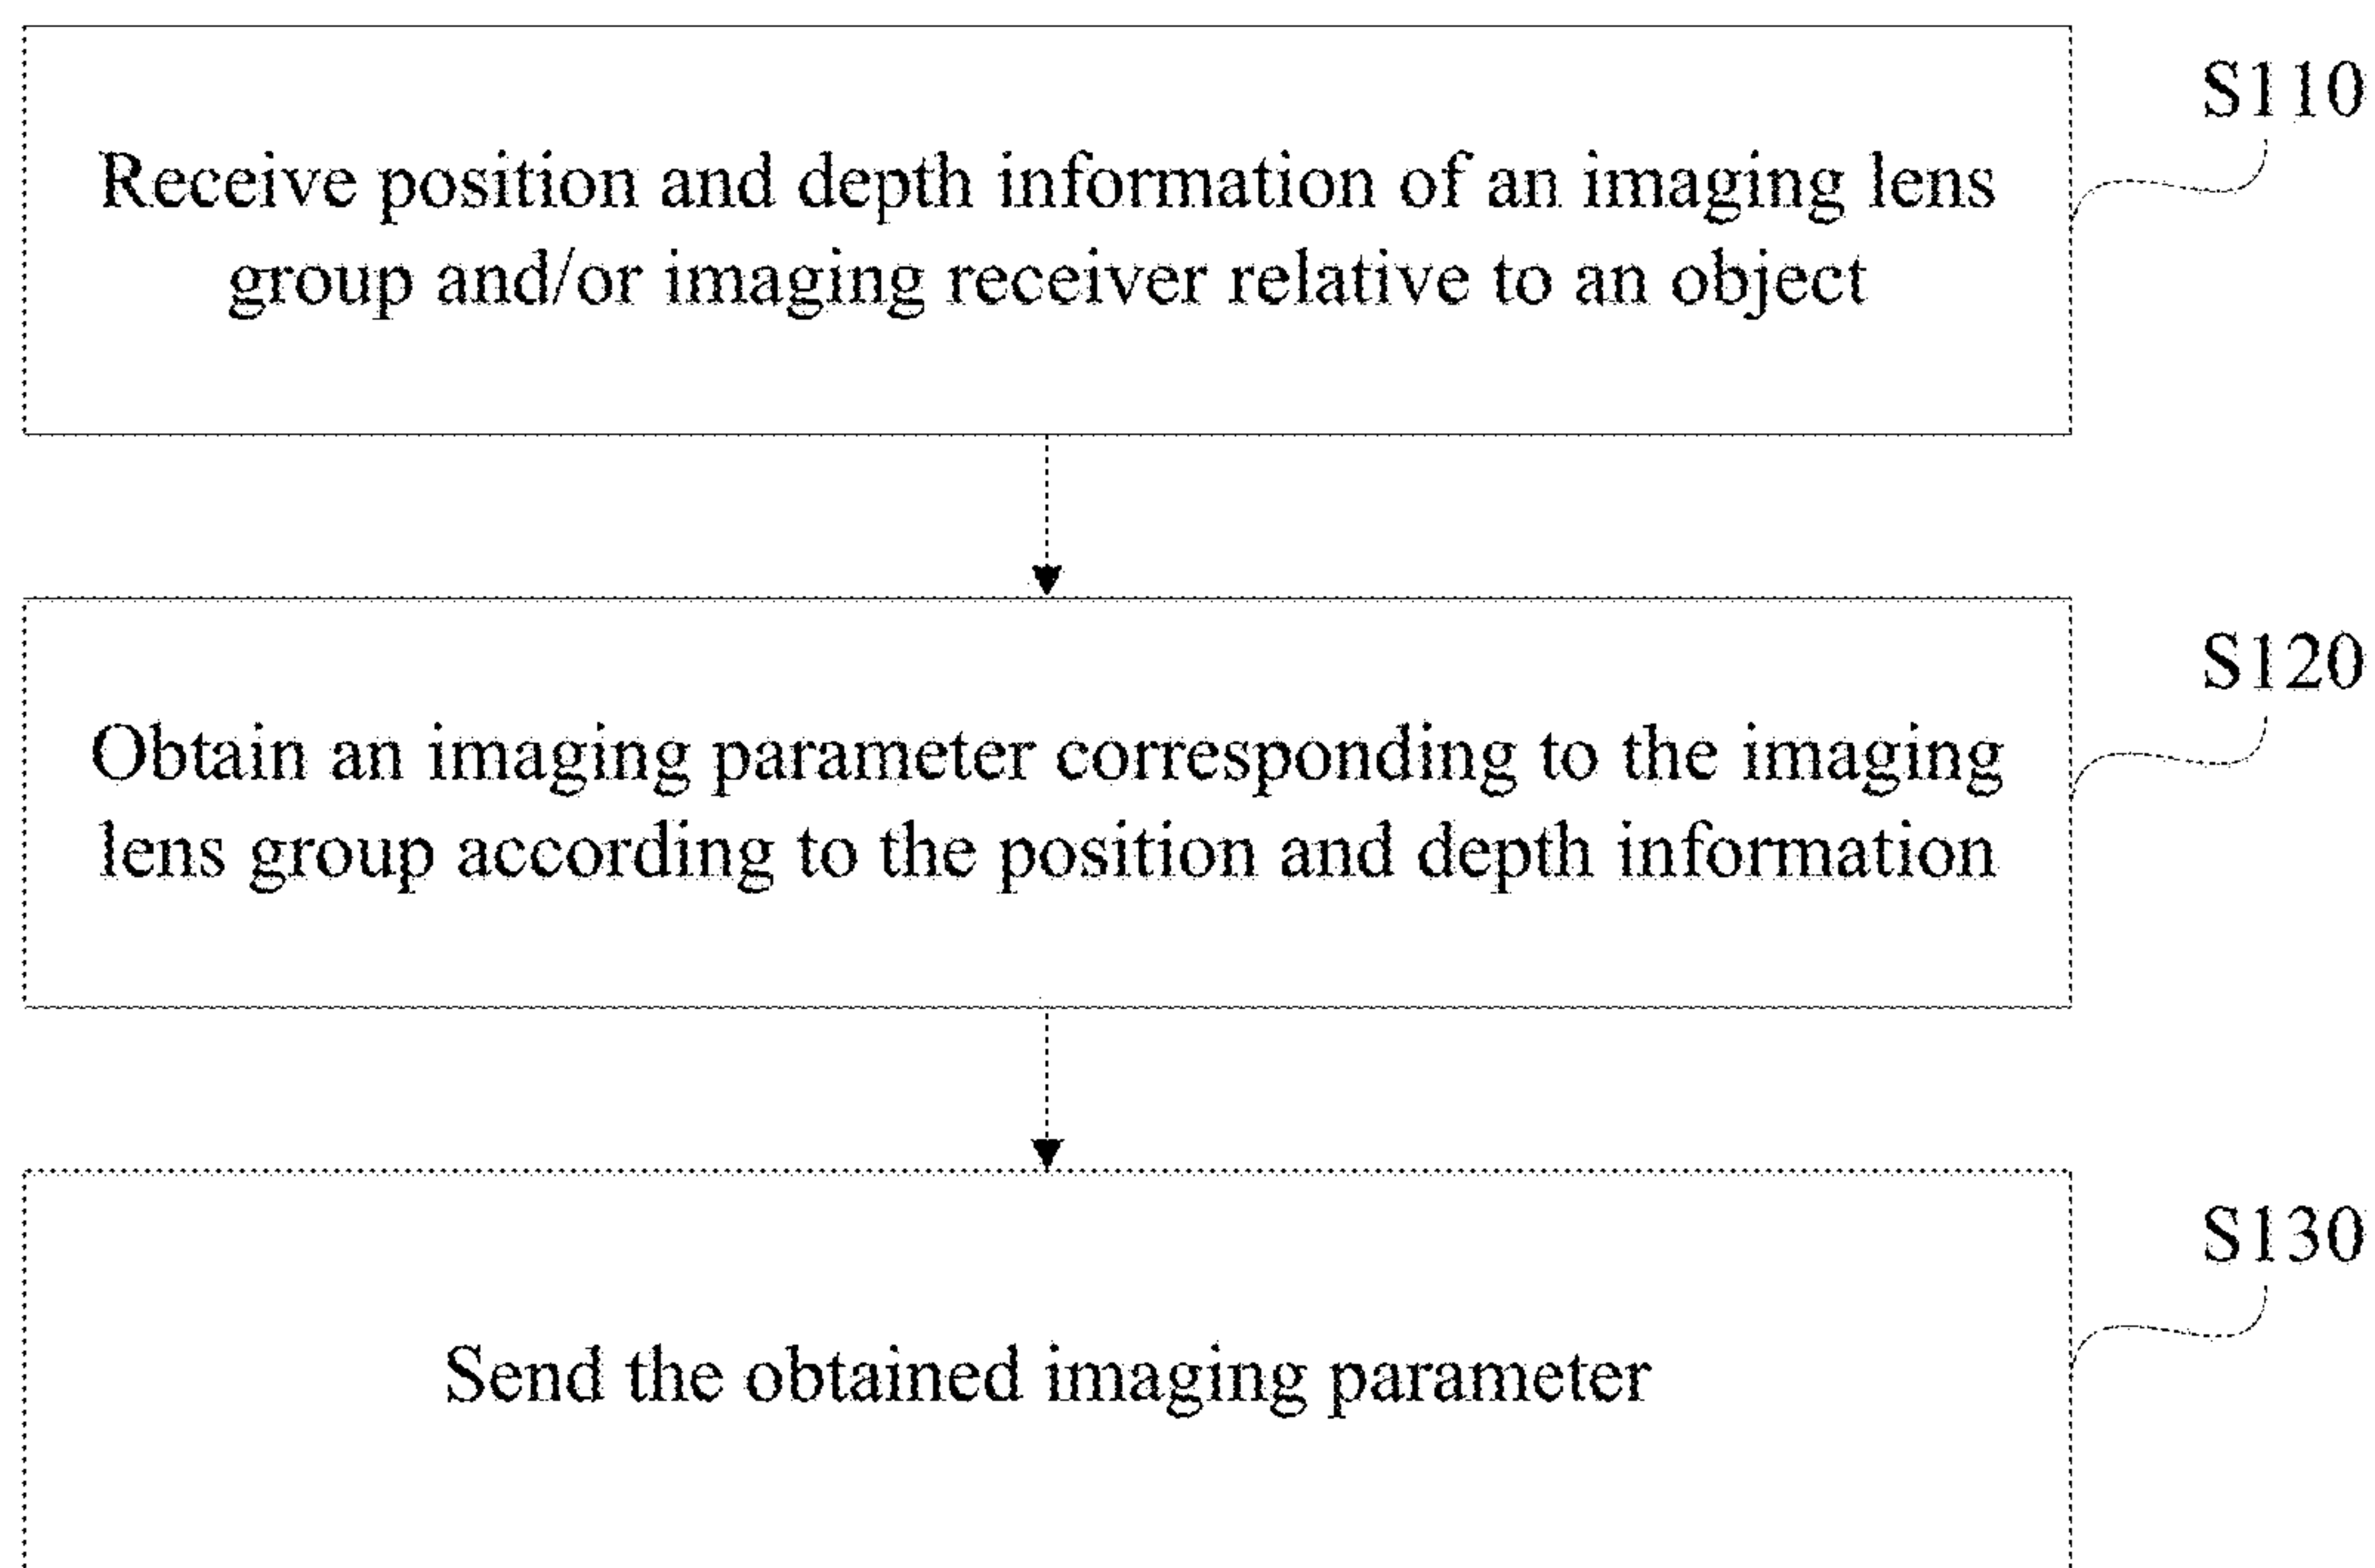 S110
Receive position and depth information of an imaging lens
group and/or imaging receiver relative to an object
S120
Obtain an imaging parameter corresponding to the imaging
lens group according to the position and depth information
S130
Send the obtained imaging parameter